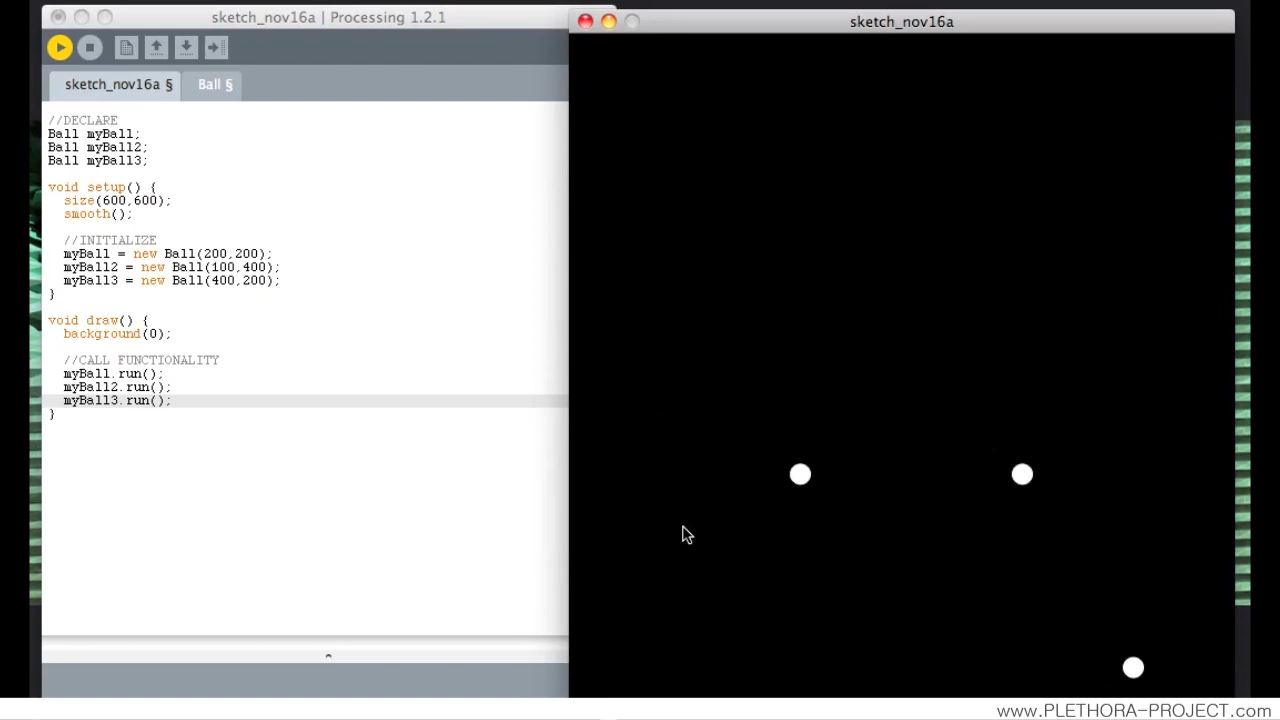 sketch_nov16a | Processing 1.2.1
sketch_nov16a
sketch_nov16a §
Ball §
//DECLARE
Ball myBall;
Ball myBall2;
Ball myBall3;
void setup() {
size(600,600);
smooth();
//INITIALIZE
myBall = new Ball(200,200);
myBall2 = new Ball(100,400);
myBall3 = new Ball(400,200);
}
void draw() {
background(0);
//CALL FUNCTIONALITY
myBall.run();
myBall2.run();
myBall3.run();
}
www.PLETHORA-PROJECT.com